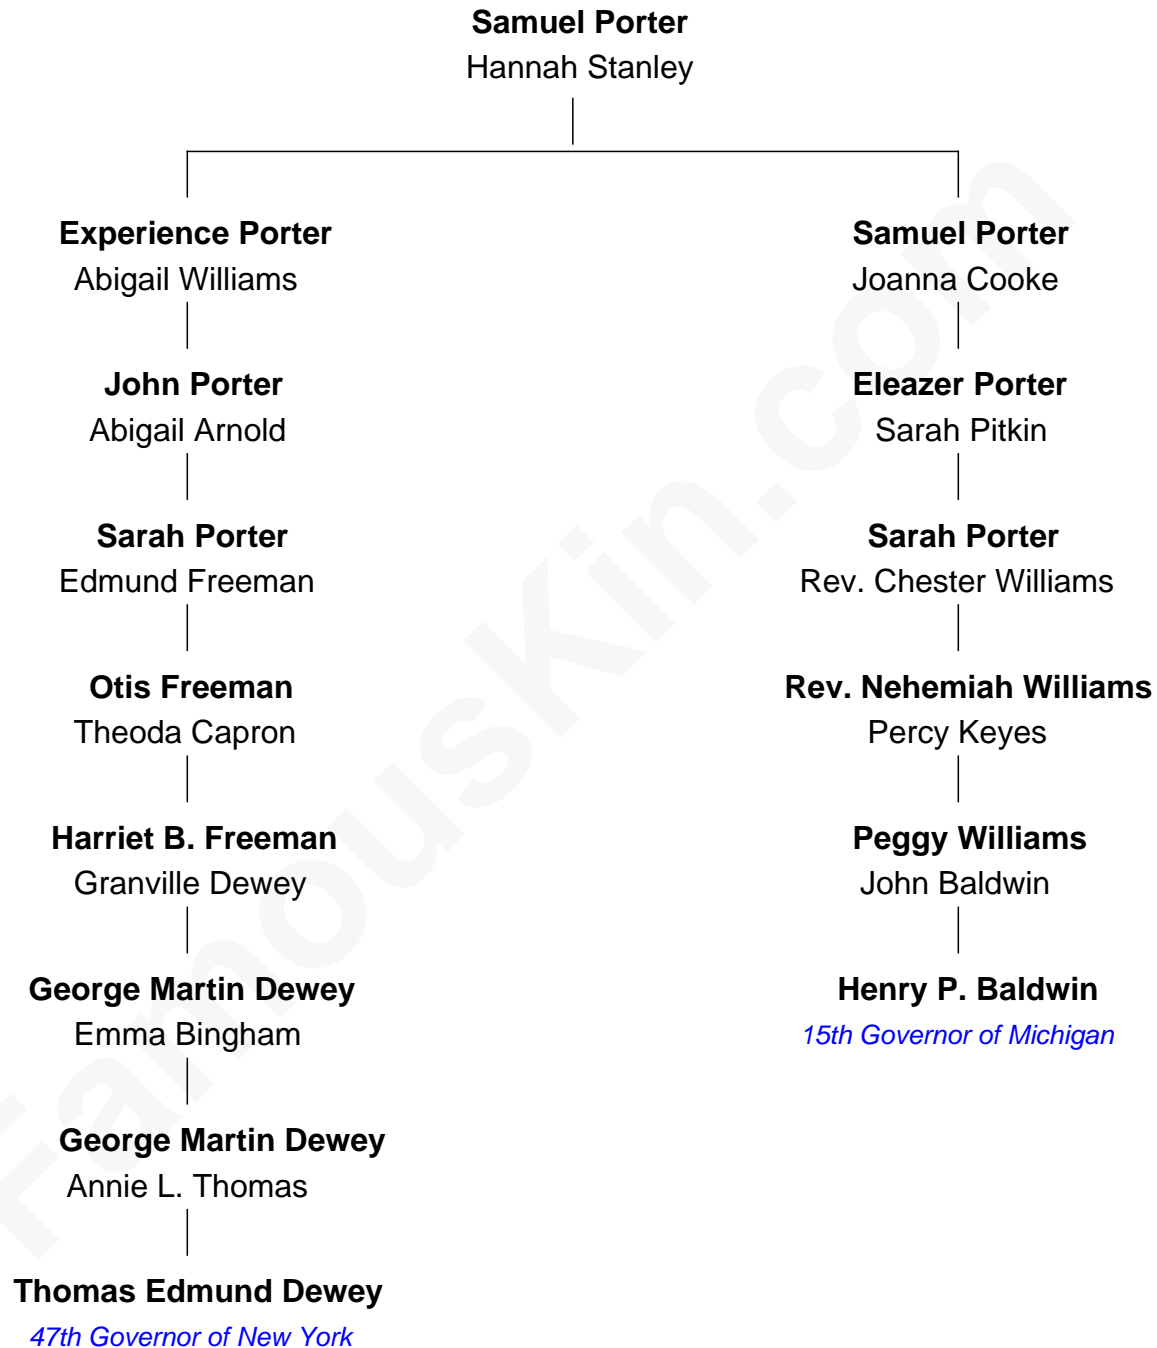 Samuel Porter
Hannah Stanley
Experience Porter
Abigail Williams
Samuel Porter
Joanna Cooke
John Porter
Abigail Arnold
Eleazer Porter
Sarah Pitkin
Sarah Porter
Edmund Freeman
Sarah Porter
Rev. Chester Williams
Otis Freeman
Theoda Capron
Rev. Nehemiah Williams
Percy Keyes
Harriet B. Freeman
Granville Dewey
Peggy Williams
John Baldwin
George Martin Dewey
Emma Bingham
Henry P. Baldwin
15th Governor of Michigan
George Martin Dewey
Annie L. Thomas
Thomas Edmund Dewey
47th Governor of New York
FamousKin.com